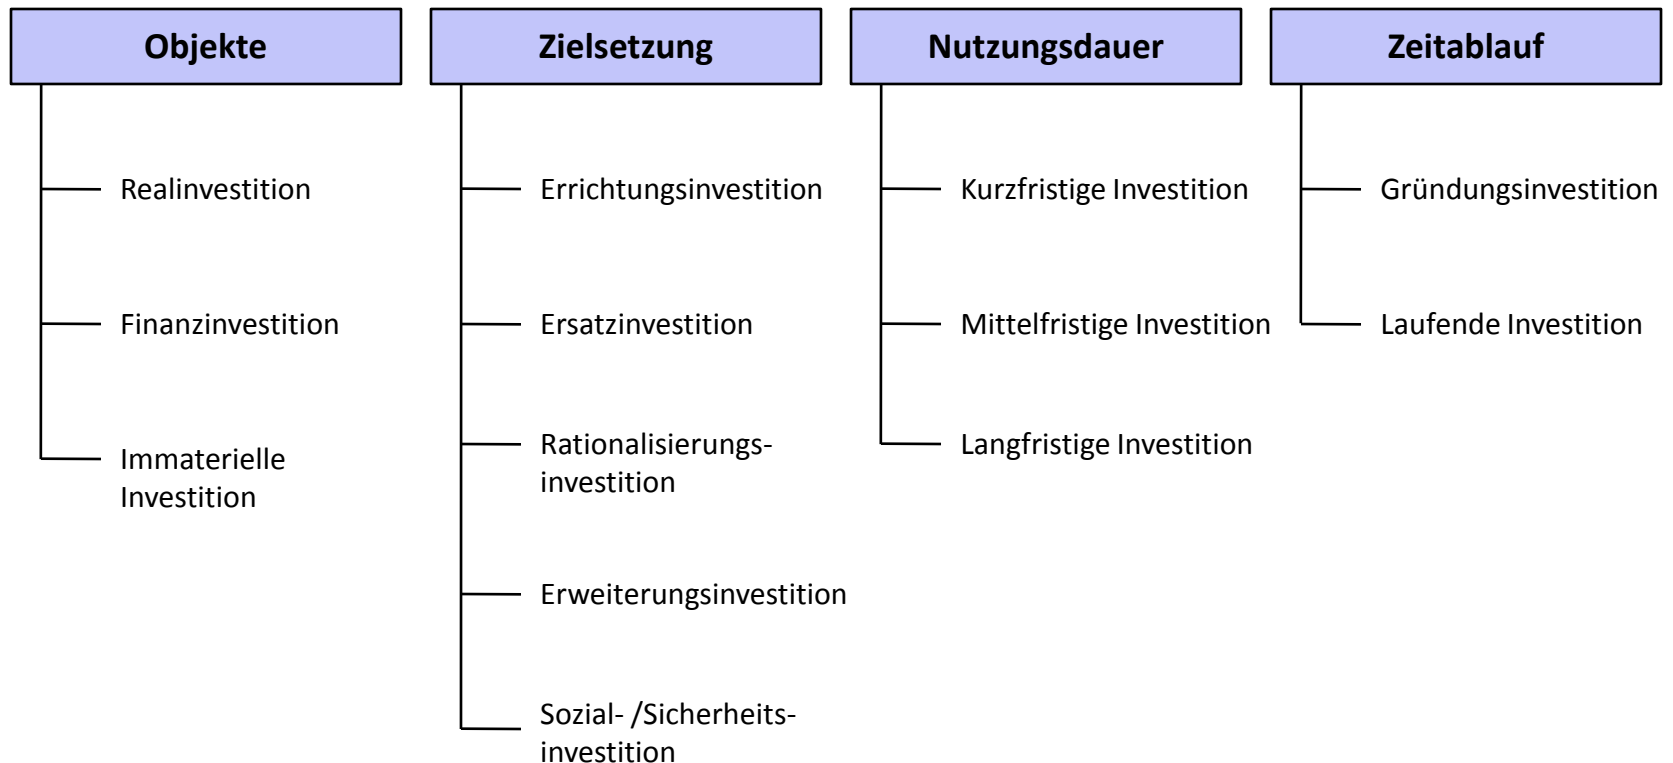 Objekte
Realinvestition
Finanzinvestition
Immaterielle
Investition
Zielsetzung
Errichtungsinvestition
Ersatzinvestition
Rationalisierungs-
investition
Erweiterungsinvestition
Sozial- /Sicherheits-
investition
Nutzungsdauer
Kurzfristige Investition
Mittelfristige Investition
Langfristige Investition
Zeitablauf
Gründungsinvestition
Laufende Investition